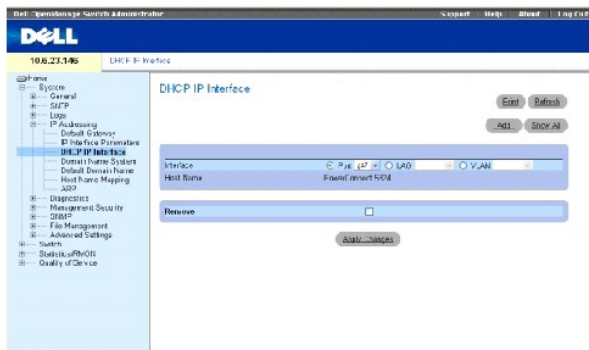 Dell OpenManage Switch Administrator
Support Help About Log Out
DELL
10.6.23.146
DHCP IP Interface
Home
System
General
SNTP
Logs
IP Addressing
Default Gateway
IP Interface Parameters
DHCP IP Interface
Domain Name System
Default Domain Name
Host Name Mapping
ARP
Diagnostics
Management Security
SNMP
File Management
Advanced Settings
Switch
Statistics/RMON
Quality of Service
DHCP IP Interface
Print Refresh
Add Show All
Interface Port LAG VLAN
Host Name PowerConnect 5324
Remove
Apply Changes